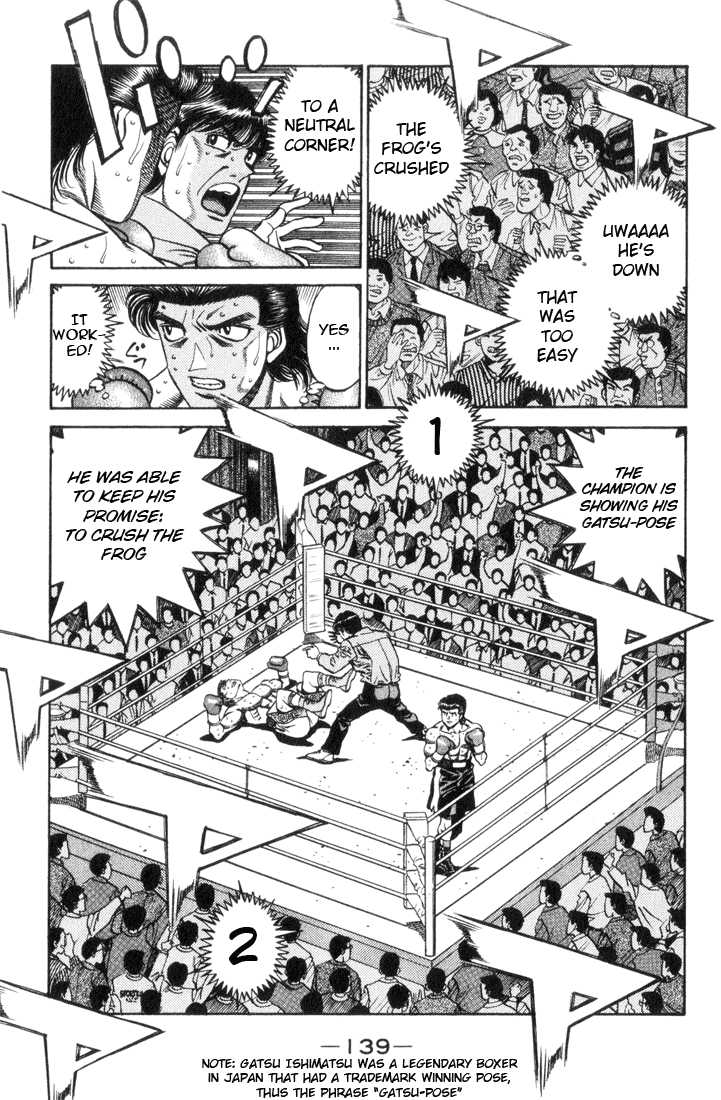 THE
FROG'S
CRUSHED
UWAAAA
HE'S
DOWN
THAT
WAS
TOO
EASY
TO A
NEUTRAL
CORNER!
YES
...
IT
WORK-
ED!
ぐっ
1
THE
CHAMPION IS
SHOWING HIS
GATSU-POSE
HE WAS ABLE
TO KEEP HIS
PROMISE:
TO CRUSH THE
FROG
2
—139—
NOTE: GATSU ISHIMATSU WAS A LEGENDARY BOXER
IN JAPAN THAT HAD A TRADEMARK WINNING POSE,
THUS THE PHRASE "GATSU-POSE"